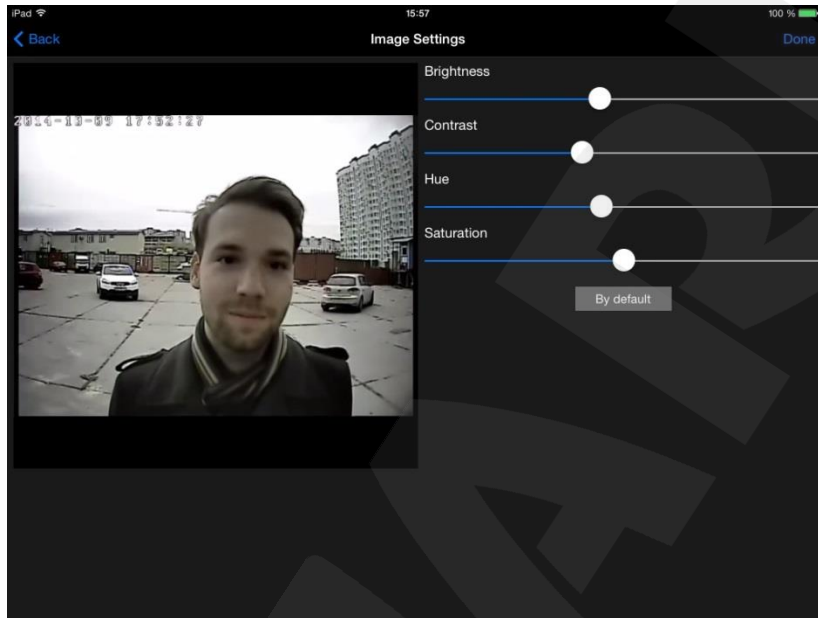 iPad 15:57 100 %
Back Image Settings Done
Brightness
2014-10-09 17:52:27
Contrast
Hue
Saturation
By default